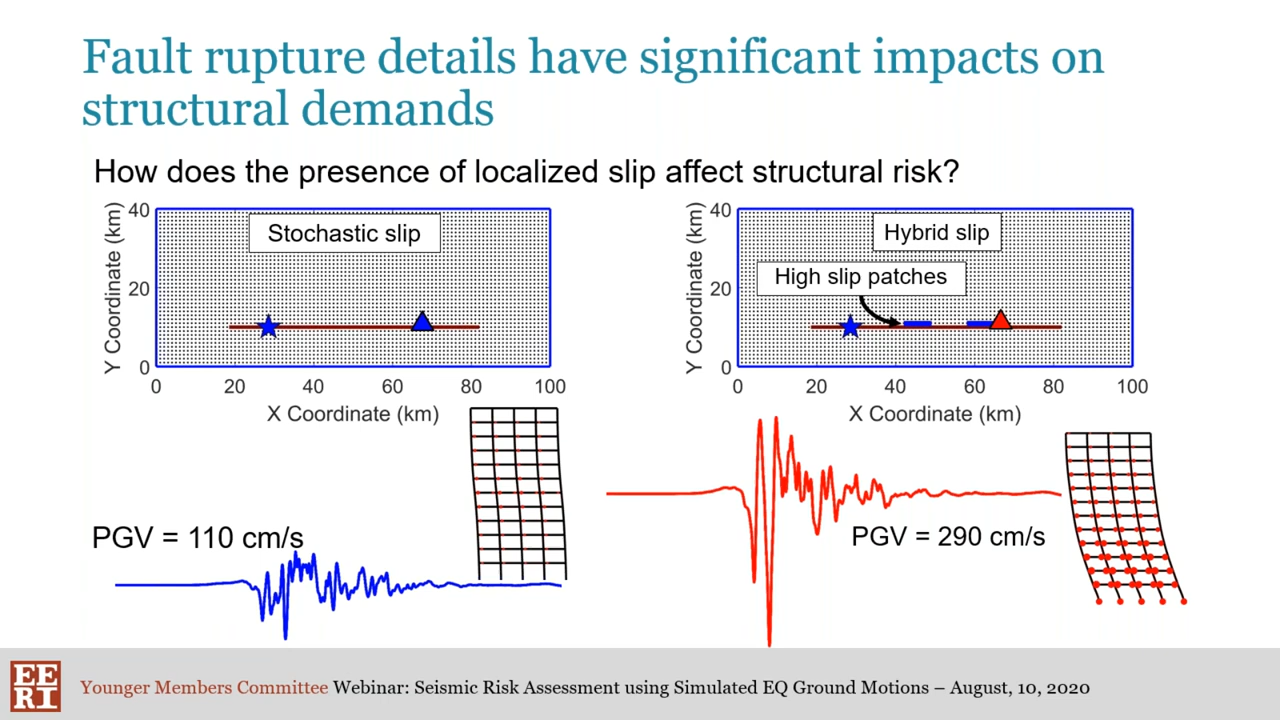 Fault rupture details have significant impacts on
structural demands
How does the presence of localized slip affect structural risk?
Y Coordinate (km)
40
20
0
Stochastic slip
0 20 40 60 80 100
X Coordinate (km)
PGV = 110 cm/s
Y Coordinate (km)
40
20
0
Hybrid slip
High slip patches
0 20 40 60 80 100
X Coordinate (km)
PGV = 290 cm/s
EE
RI
Younger Members Committee Webinar: Seismic Risk Assessment using Simulated EQ Ground Motions – August, 10, 2020